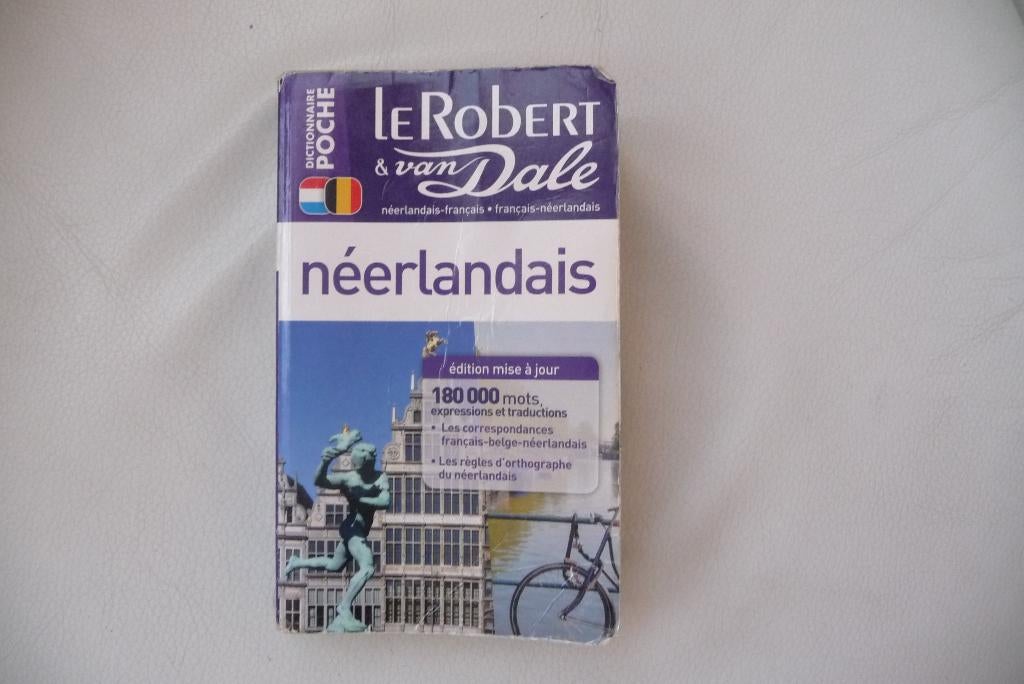 DICTIONNAIRE
POCHE
LE ROBERT
& van Dale
néerlandais-français • français-néerlandais
néerlandais
édition mise à jour
180 000 mots,
expressions et traductions
• Les correspondances
français-belge-néerlandais
• Les règles d'orthographe
du néerlandais